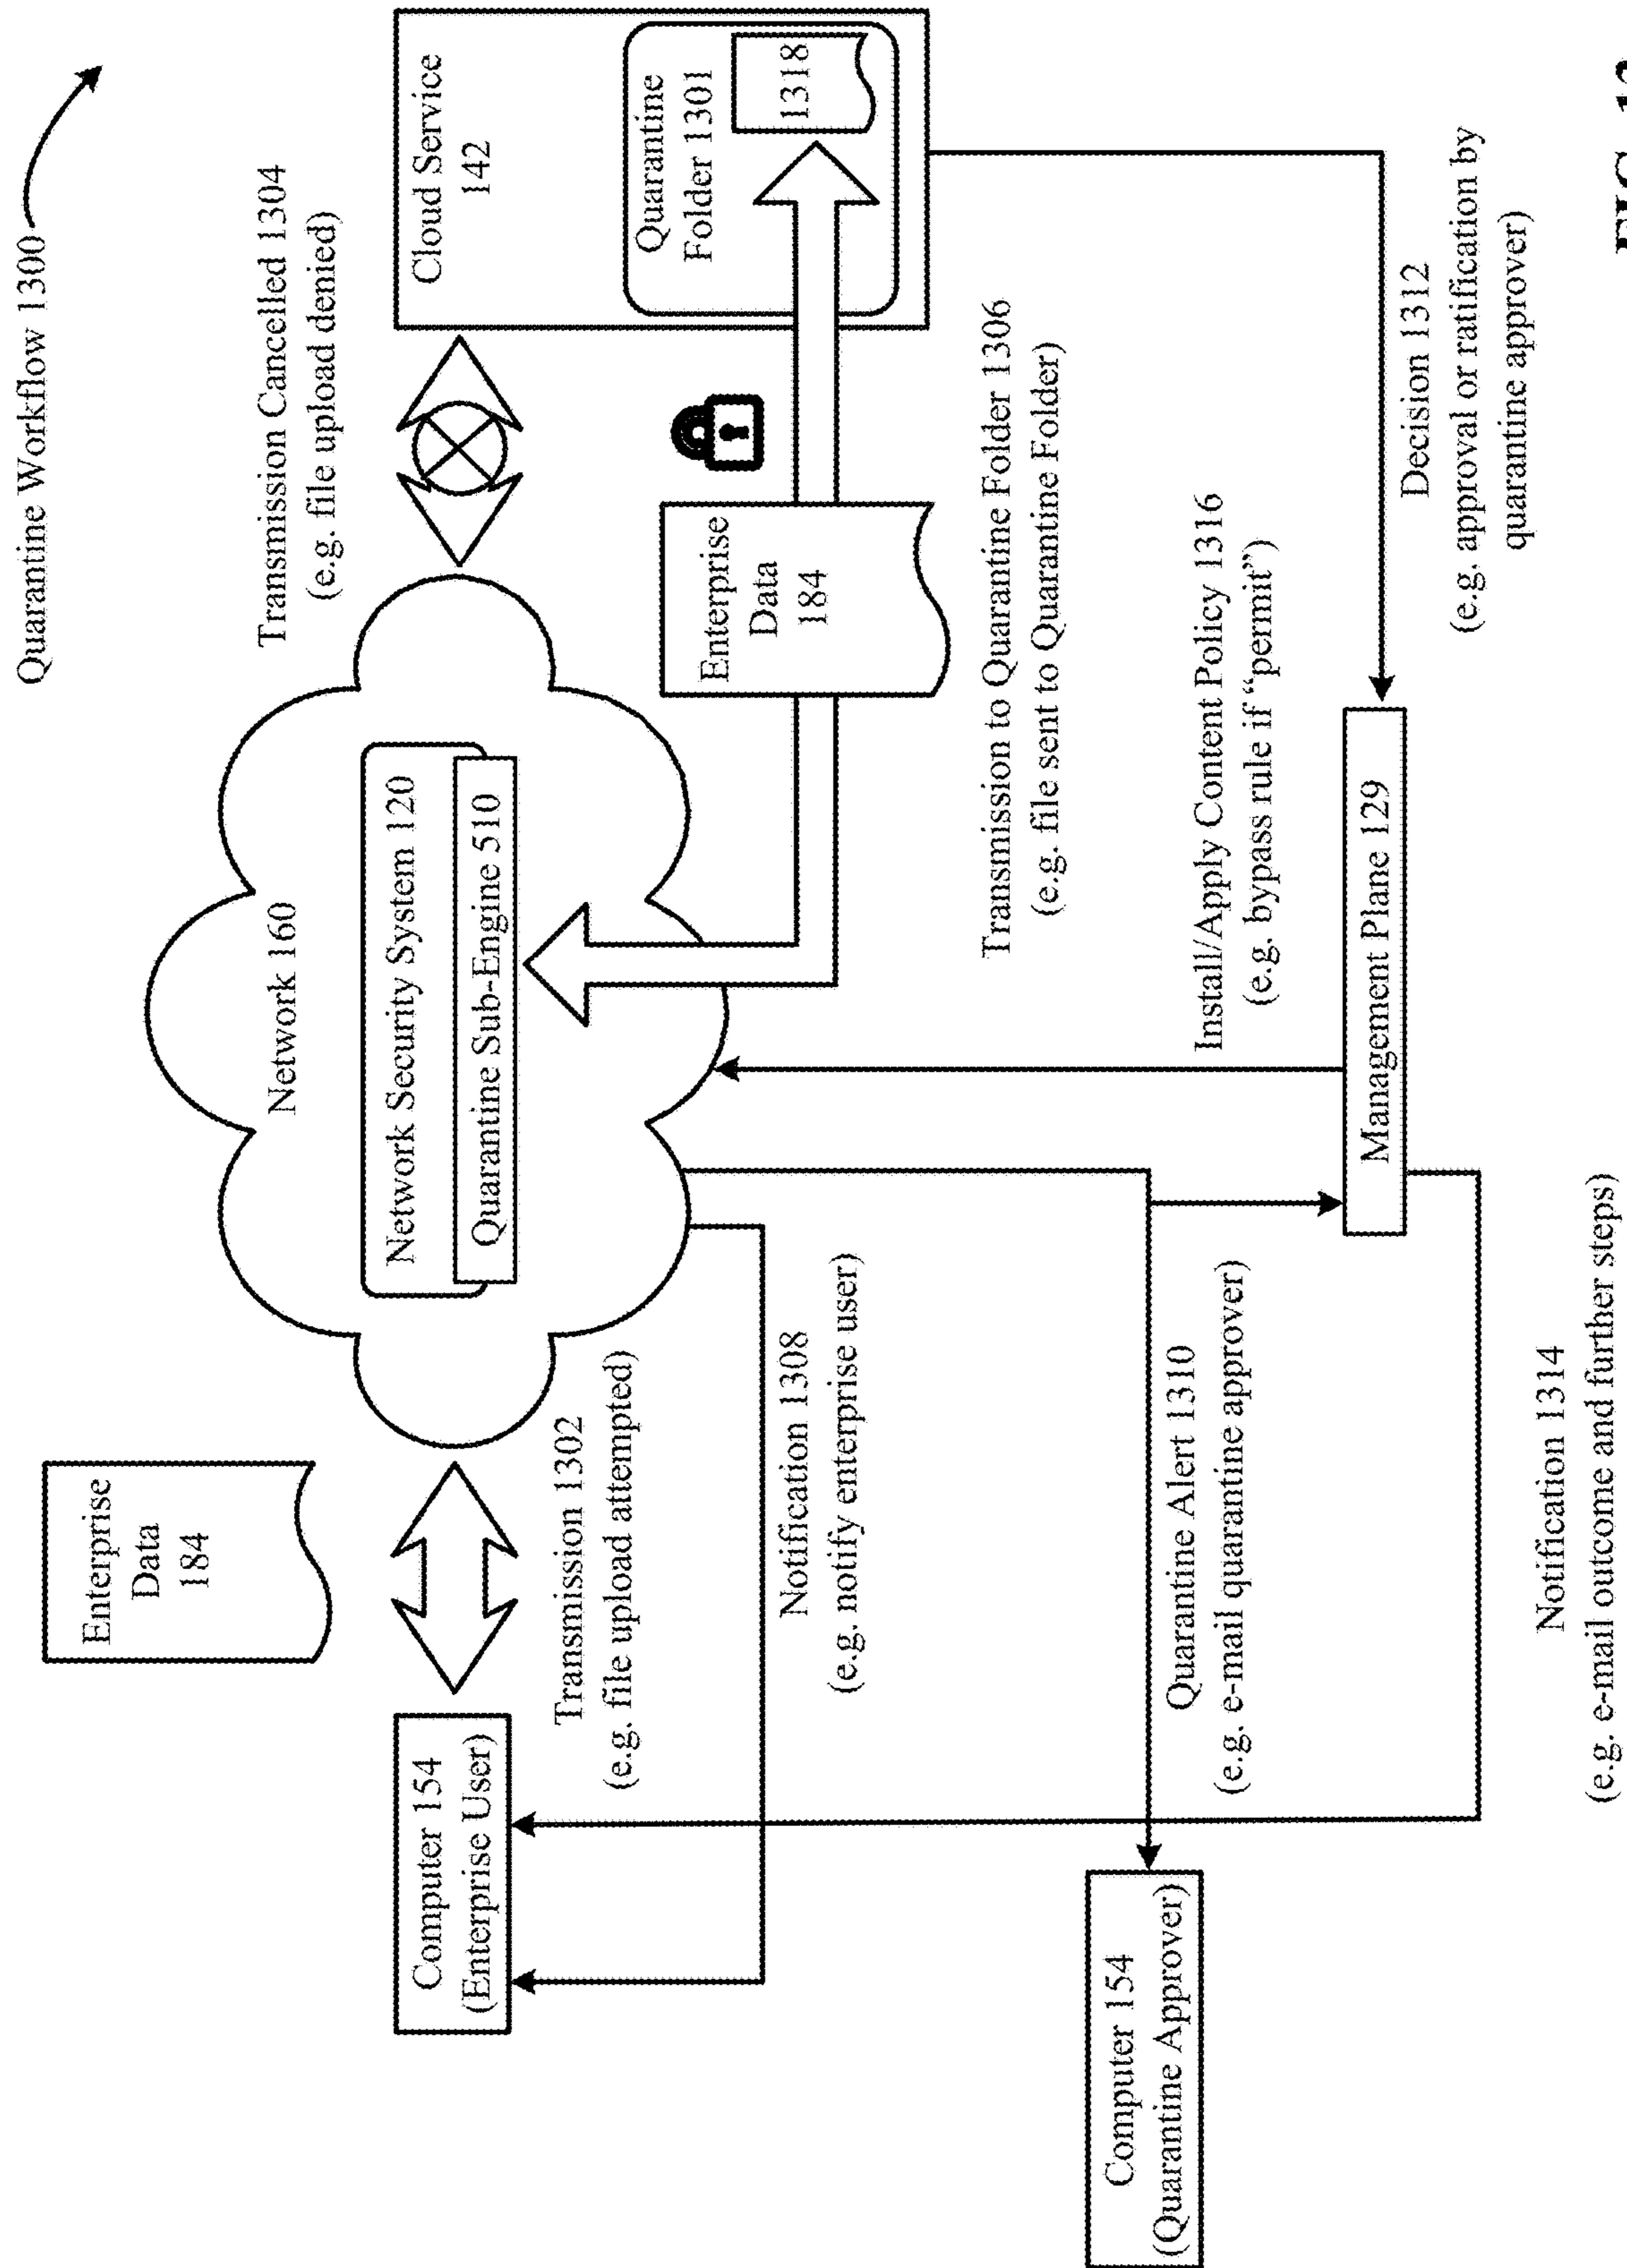 Quarantine Workflow 1300
Enterprise
Data
184
Network 160
Transmission Cancelled 1304
(e.g. file upload denied)
Computer 154
(Enterprise User)
Network Security System 120
Quarantine Sub-Engine 510
Cloud Service
142
Quarantine
Folder 1301
1318
Transmission 1302
(e.g. file upload attempted)
Enterprise
Data
184
Notification 1308
(e.g. notify enterprise user)
Transmission to Quarantine Folder 1306
(e.g. file sent to Quarantine Folder)
Computer 154
(Quarantine Approver)
Quarantine Alert 1310
(e.g. e-mail quarantine approver)
Install/Apply Content Policy 1316
(e.g. bypass rule if “permit”)
Management Plane 129
Decision 1312
(e.g. approval or ratification by
quarantine approver)
Notification 1314
(e.g. e-mail outcome and further steps)